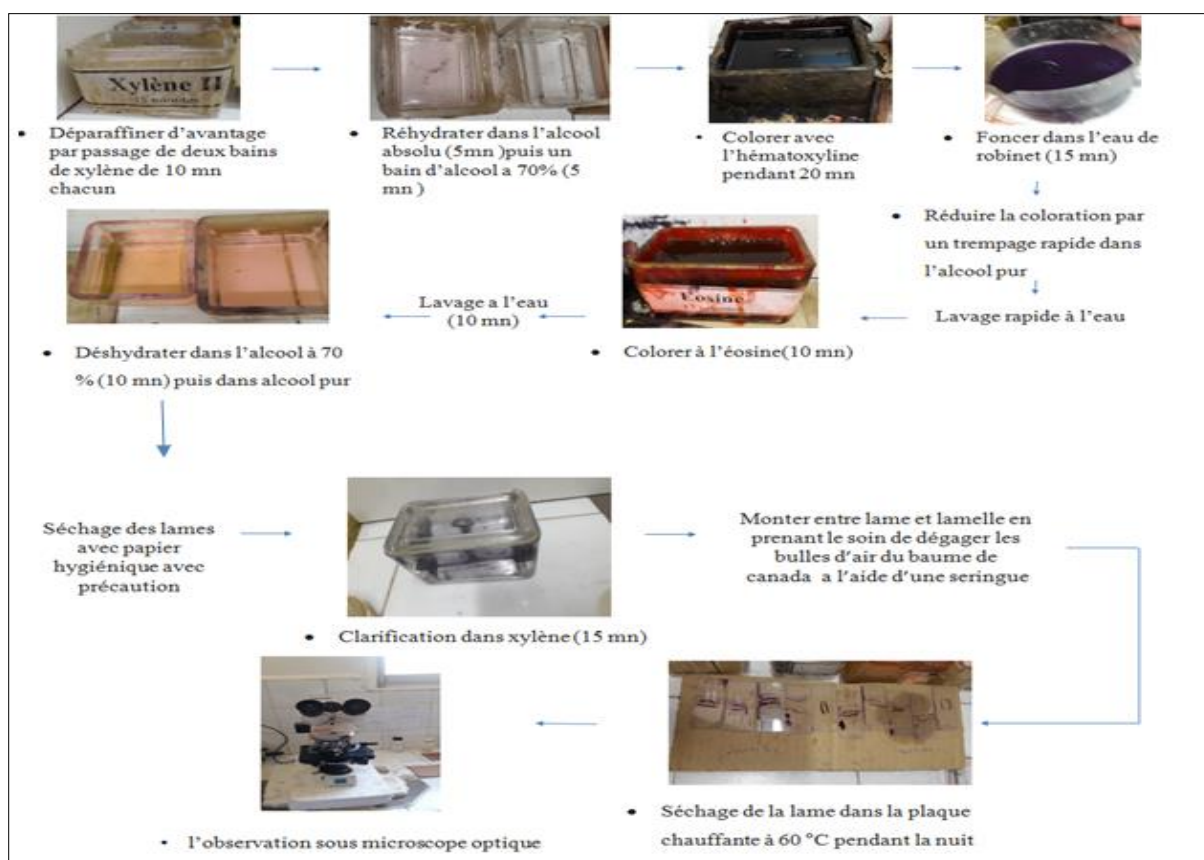 Xylène II
15 minutes
• Déparaffiner d'avantage
par passage de deux bains
de xylène de 10 mn
chacun
• Réhydrater dans l'alcool
absolu (5mn )puis un
bain d'alcool a 70% (5
mn )
• Colorer avec
l'hématoxyline
pendant 20 mn
• Foncer dans l'eau de
robinet (15 mn)
• Réduire la coloration par
un trempage rapide dans
l'alcool pur
Lavage rapide à l'eau
Eosine
• Colorer à l'éosine(10 mn)
Lavage a l'eau
(10 mn)
• Déshydrater dans l'alcool à 70
% (10 mn) puis dans alcool pur
Séchage des lames
avec papier
hygiénique avec
précaution
• Clarification dans xylène (15 mn)
Monter entre lame et lamelle en
prenant le soin de dégager les
bulles d'air du baume de
canada a l'aide d'une seringue
• Séchage de la lame dans la plaque
chauffante à 60 °C pendant la nuit
• l'observation sous microscope optique